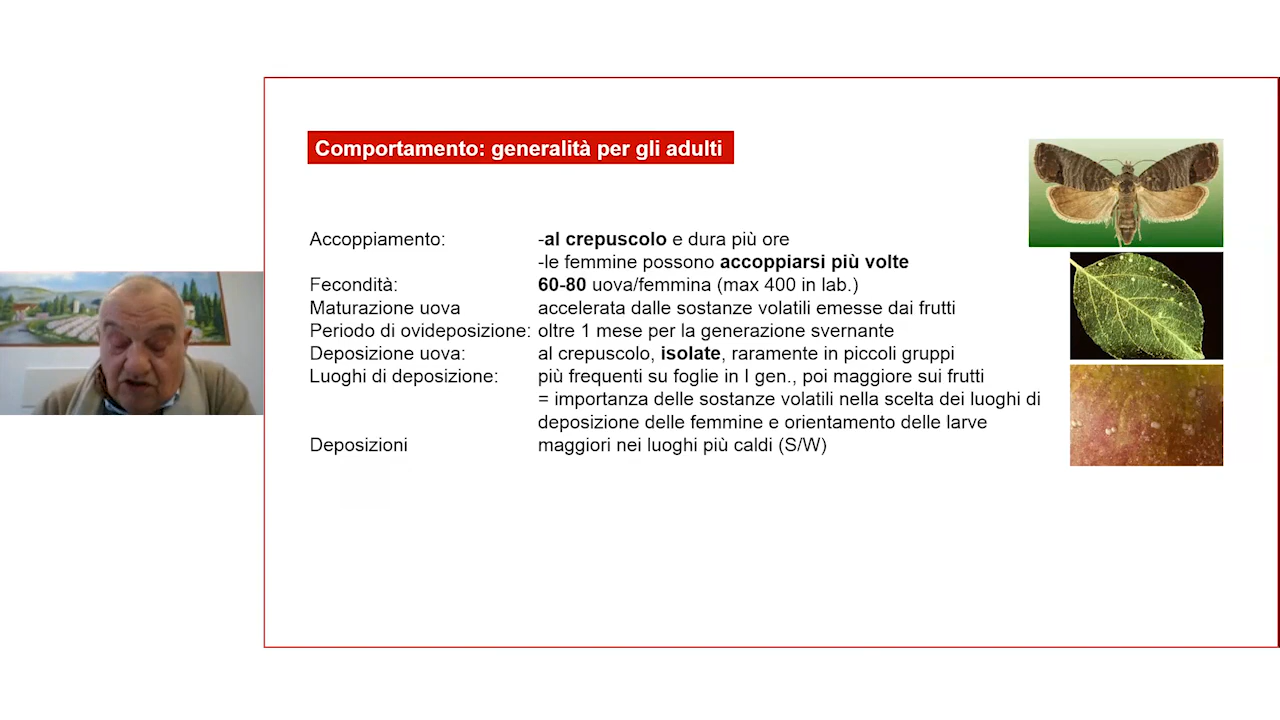 Comportamento: generalità per gli adulti
Accoppiamento: -al crepuscolo e dura più ore
-le femmine possono accoppiarsi più volte
Fecondità: 60-80 uova/femmina (max 400 in lab.)
Maturazione uova accelerata dalle sostanze volatili emesse dai frutti
Periodo di ovideposizione: oltre 1 mese per la generazione svernante
Deposizione uova: al crepuscolo, isolate, raramente in piccoli gruppi
Luoghi di deposizione: più frequenti su foglie in I gen., poi maggiore sui frutti
= importanza delle sostanze volatili nella scelta dei luoghi di
deposizione delle femmine e orientamento delle larve
Deposizioni maggiori nei luoghi più caldi (S/W)